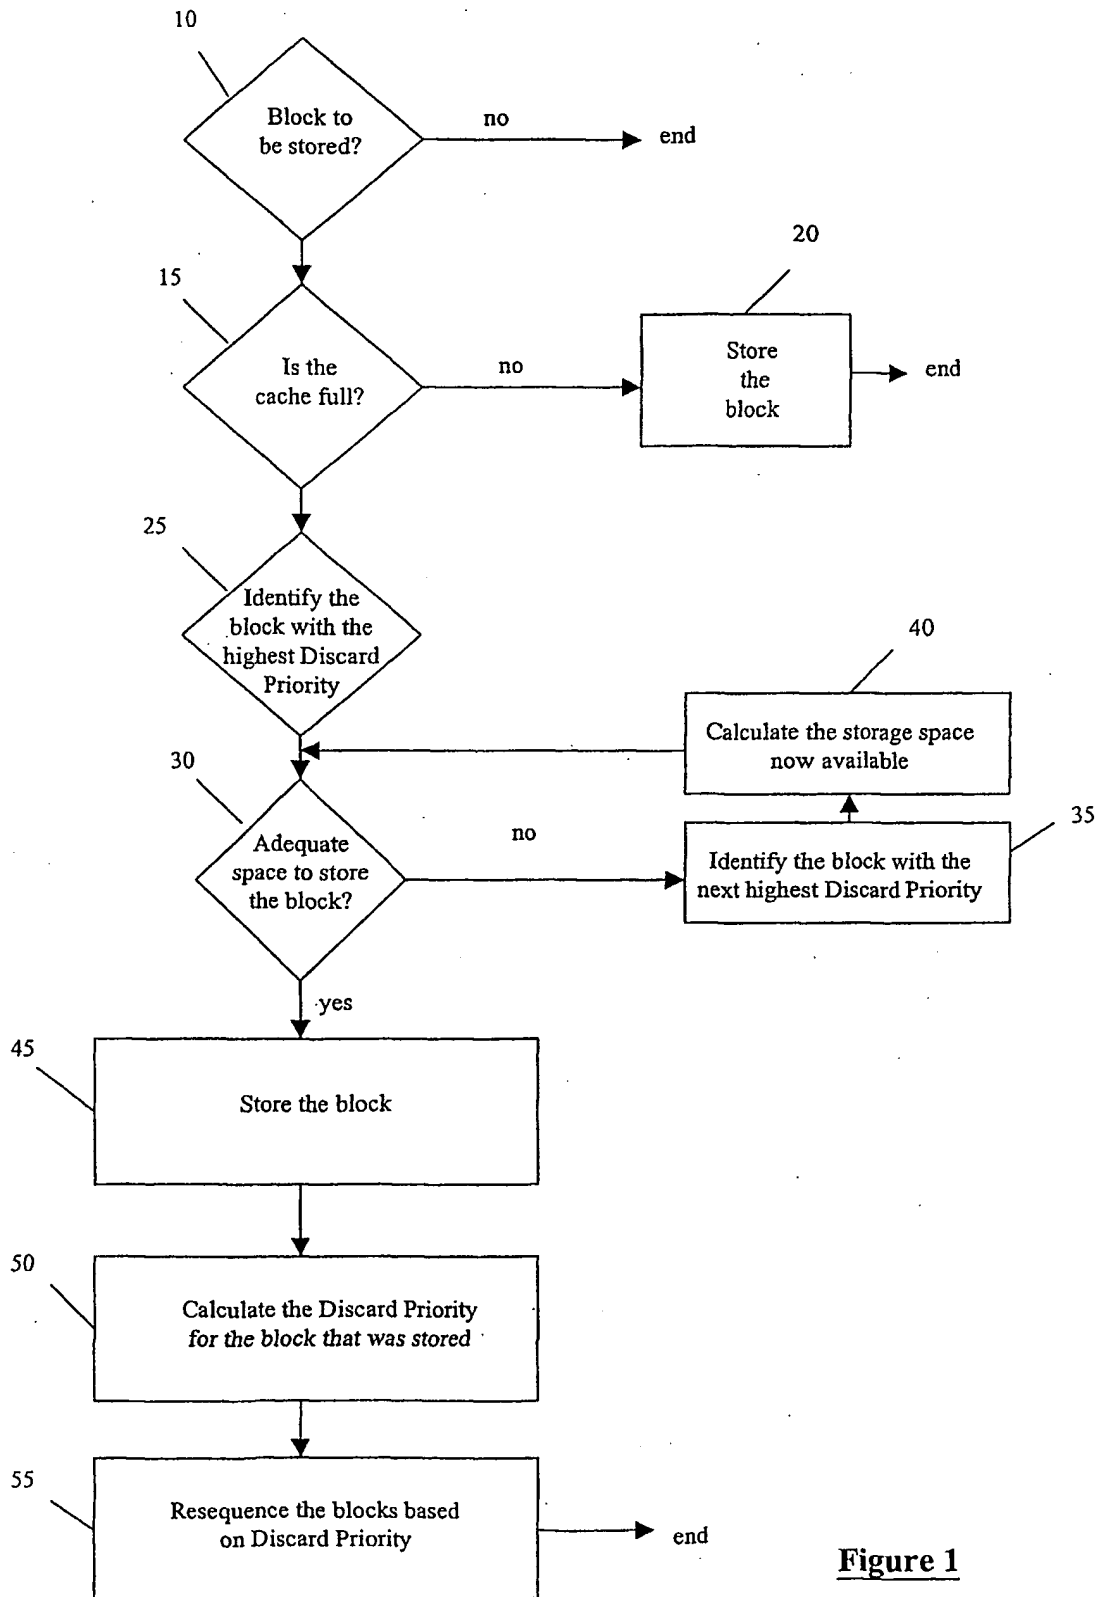 10
Block to
be stored?
no
end
15
Is the
cache full?
no
20
Store
the
block
end
25
Identify the
block with the
highest Discard
Priority
40
Calculate the storage space
now available
30
Adequate
space to store
the block?
no
35
Identify the block with the
next highest Discard Priority
yes
45
Store the block
50
Calculate the Discard Priority
for the block that was stored
55
Resequence the blocks based
on Discard Priority
end
Figure 1